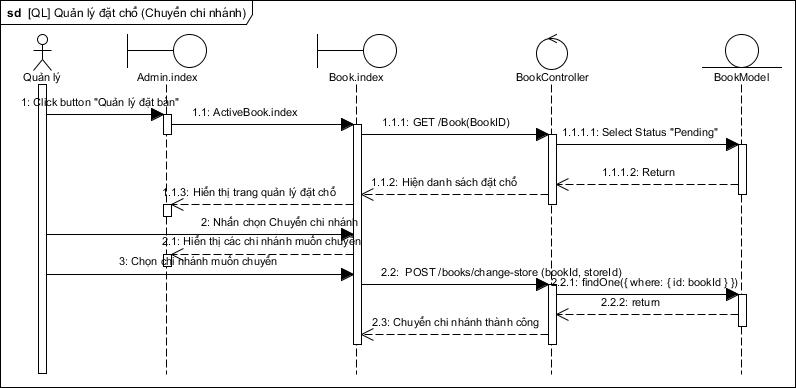 sd [QL] Quản lý đặt chỗ (Chuyển chi nhánh)
Quản lý
Admin.index
Book.index
BookController
BookModel
1: Click button "Quản lý đặt bàn"
1.1: ActiveBook.index
1.1.1: GET /Book(BookID)
1.1.1.1: Select Status "Pending"
1.1.1.2: Return
1.1.2: Hiện danh sách đặt chỗ
1.1.3: Hiển thị trang quản lý đặt chỗ
2: Nhấn chọn Chuyển chi nhánh
2.1: Hiển thị các chi nhánh muốn chuyển
3: Chọn chi nhánh muốn chuyển
2.2: POST /books/change-store (bookId, storeId)
2.2.1: findOne({ where: { id: bookId } })
2.2.2: return
2.3: Chuyển chi nhánh thành công